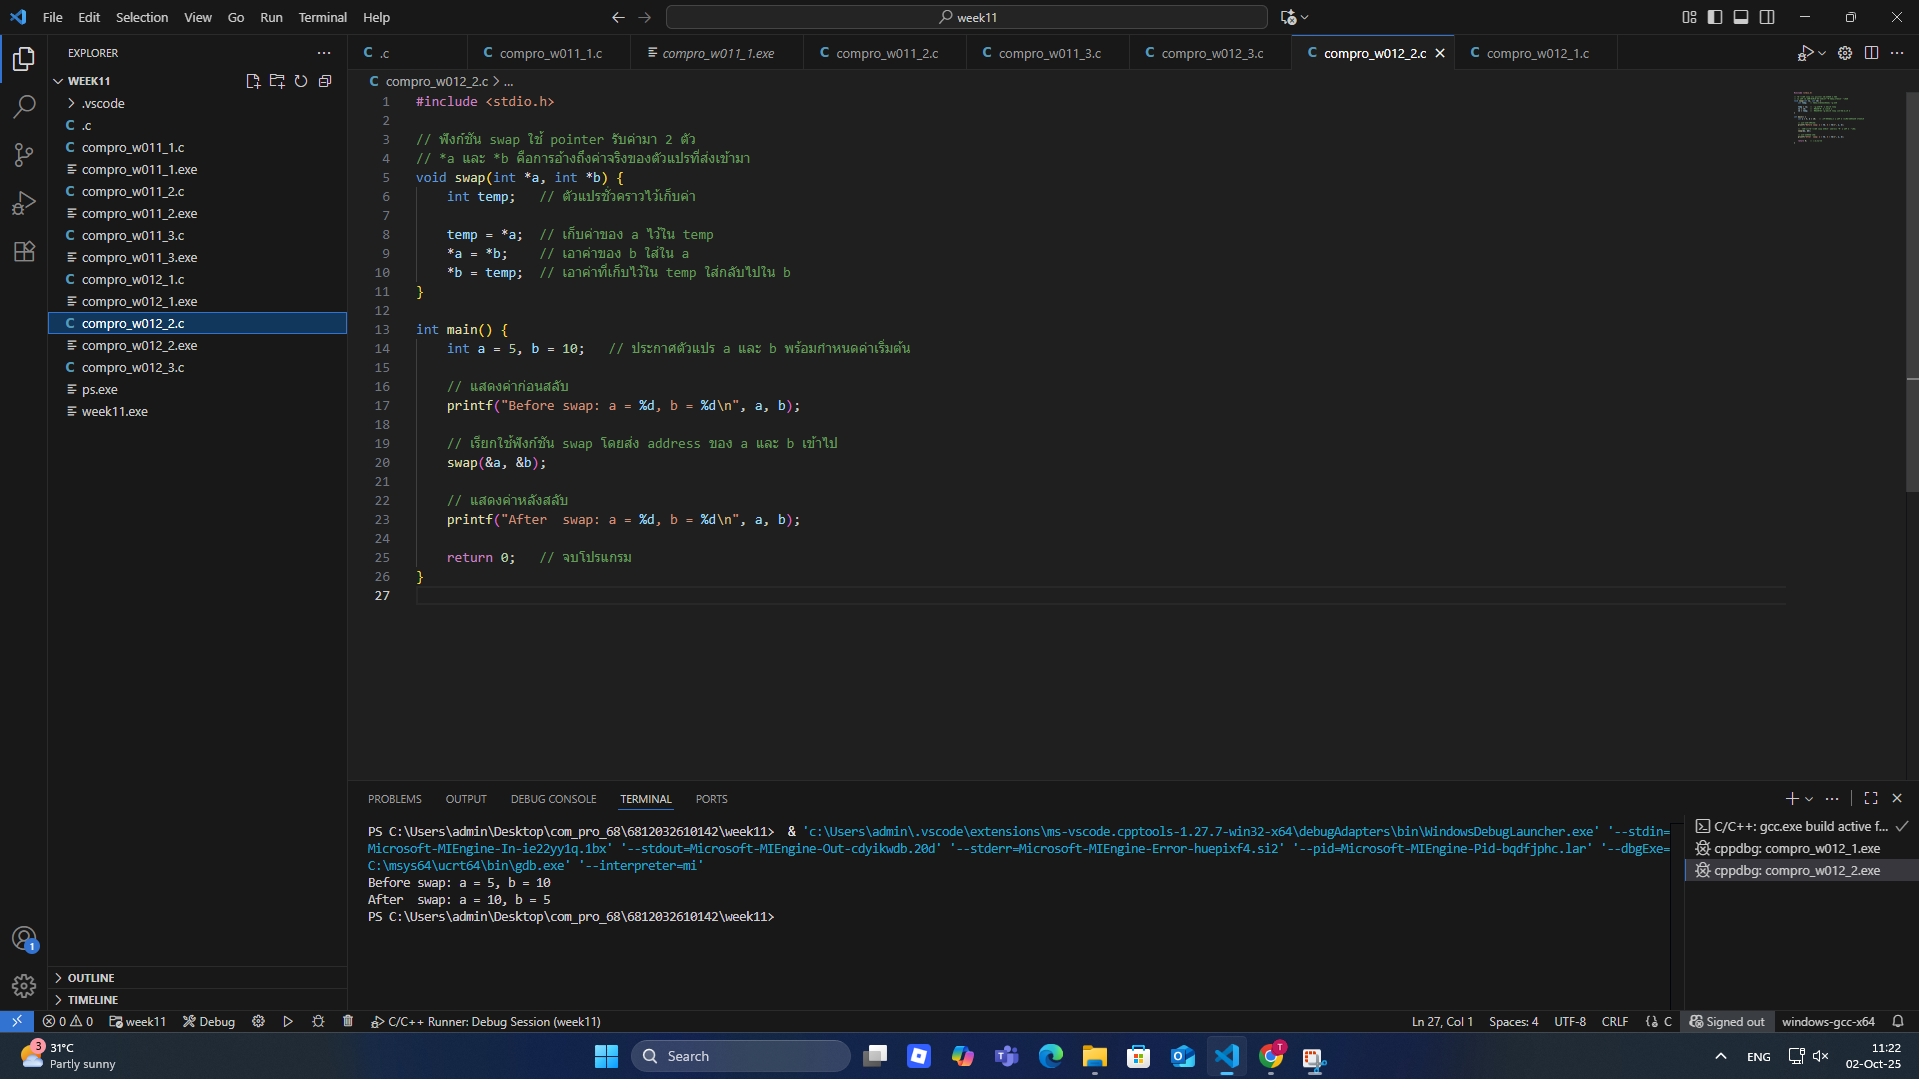 File Edit Selection View Go Run Terminal Help
week11
EXPLORER
WEEK11
.vscode
.c
compro_w011_1.c
compro_w011_1.exe
compro_w011_2.c
compro_w011_2.exe
compro_w011_3.c
compro_w011_3.exe
compro_w012_1.c
compro_w012_1.exe
compro_w012_2.c
compro_w012_2.exe
compro_w012_3.c
ps.exe
week11.exe
OUTLINE
TIMELINE
.c compro_w011_1.c compro_w011_1.exe compro_w011_2.c compro_w011_3.c compro_w012_3.c compro_w012_2.c compro_w012_1.c
compro_w012_2.c > ...
1 #include <stdio.h>
2
3 // ฟังก์ชัน swap ใช้ pointer รับค่ามา 2 ตัว
4 // *a และ *b คือการอ้างถึงค่าจริงของตัวแปรที่ส่งเข้ามา
5 void swap(int *a, int *b) {
6 int temp; // ตัวแปรชั่วคราวไว้เก็บค่า
7
8 temp = *a; // เก็บค่าของ a ไว้ใน temp
9 *a = *b; // เอาค่าของ b ใส่ใน a
10 *b = temp; // เอาค่าที่เก็บไว้ใน temp ใส่กลับไปใน b
11 }
12
13 int main() {
14 int a = 5, b = 10; // ประกาศตัวแปร a และ b พร้อมกำหนดค่าเริ่มต้น
15
16 // แสดงค่าก่อนสลับ
17 printf("Before swap: a = %d, b = %d\n", a, b);
18
19 // เรียกใช้ฟังก์ชัน swap โดยส่ง address ของ a และ b เข้าไป
20 swap(&a, &b);
21
22 // แสดงค่าหลังสลับ
23 printf("After  swap: a = %d, b = %d\n", a, b);
24
25 return 0; // จบโปรแกรม
26 }
27
PROBLEMS OUTPUT DEBUG CONSOLE TERMINAL PORTS
PS C:\Users\admin\Desktop\com_pro_68\6812032610142\week11> & 'c:\Users\admin\.vscode\extensions\ms-vscode.cpptools-1.27.7-win32-x64\debugAdapters\bin\WindowsDebugLauncher.exe' '--stdin=
Microsoft-MIEngine-In-ie22yy1q.1bx' '--stdout=Microsoft-MIEngine-Out-cdyikwdb.20d' '--stderr=Microsoft-MIEngine-Error-huepixf4.si2' '--pid=Microsoft-MIEngine-Pid-bqdfjphc.lar' '--dbgExe=
C:\msys64\ucrt64\bin\gdb.exe' '--interpreter=mi'
Before swap: a = 5, b = 10
After  swap: a = 10, b = 5
PS C:\Users\admin\Desktop\com_pro_68\6812032610142\week11>
C/C++: gcc.exe build active f...
cppdbg: compro_w012_1.exe
cppdbg: compro_w012_2.exe
1
0 0 week11 Debug C/C++ Runner: Debug Session (week11) Ln 27, Col 1 Spaces: 4 UTF-8 CRLF {} C Signed out windows-gcc-x64
3 31°C
Partly sunny
Search
T
ENG
11:22
02-Oct-25